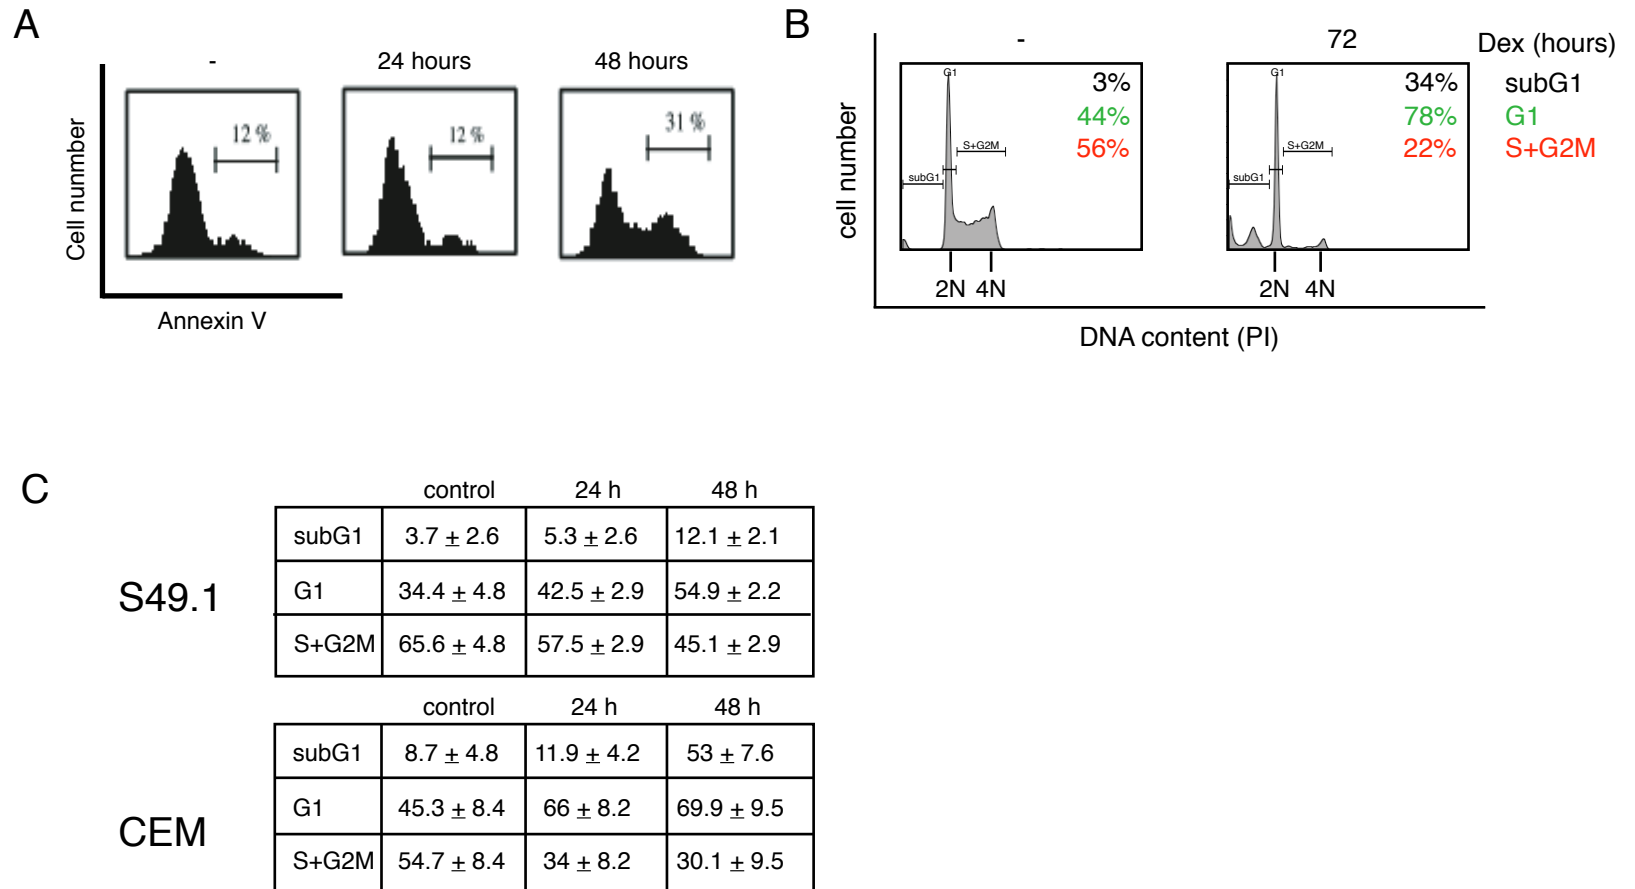 A
- 24 hours 48 hours
12 % 12 % 31 %
Cell nunmber
Annexin V
B
- 72 Dex (hours)
G1 3% G1 34% subG1
44% 78% G1
56% 22% S+G2M
S+G2M S+G2M
subG1 subG1
cell number
2N 4N 2N 4N
DNA content (PI)
C
control 24 h 48 h
subG1 3.7 ± 2.6 5.3 ± 2.6 12.1 ± 2.1
S49.1
G1 34.4 ± 4.8 42.5 ± 2.9 54.9 ± 2.2
S+G2M 65.6 ± 4.8 57.5 ± 2.9 45.1 ± 2.9
control 24 h 48 h
subG1 8.7 ± 4.8 11.9 ± 4.2 53 ± 7.6
CEM
G1 45.3 ± 8.4 66 ± 8.2 69.9 ± 9.5
S+G2M 54.7 ± 8.4 34 ± 8.2 30.1 ± 9.5